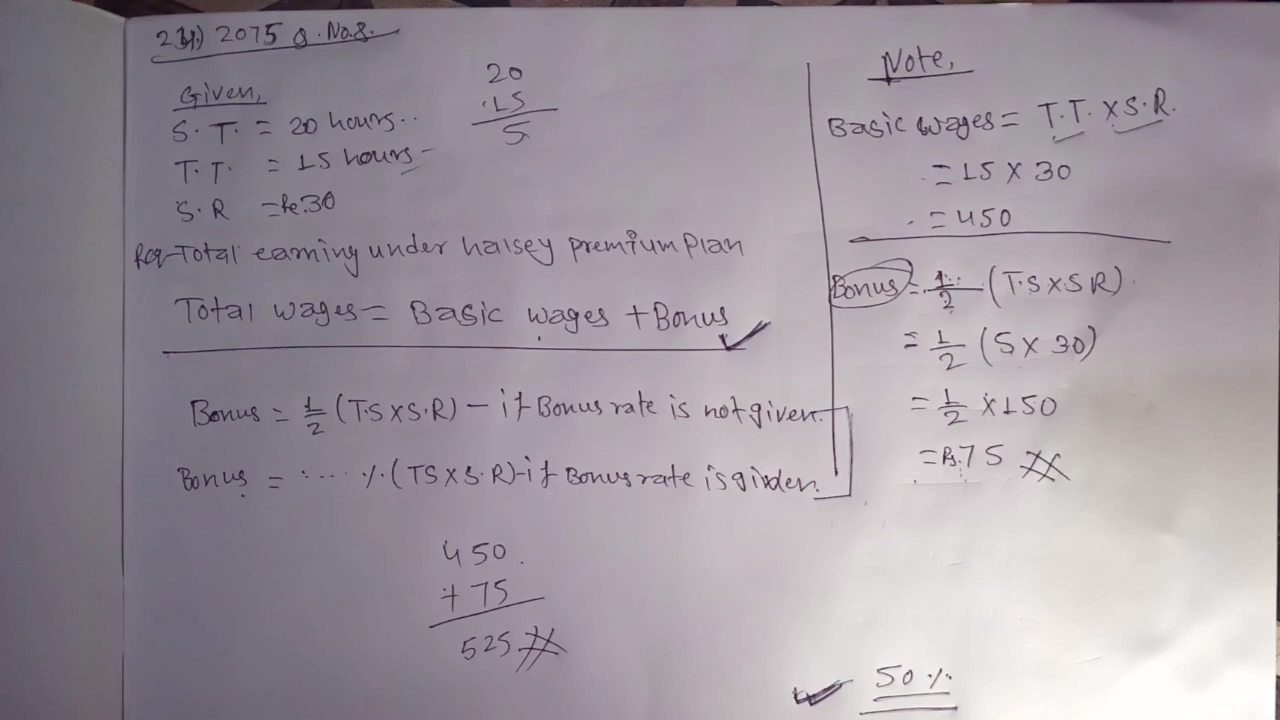 24.) 2075 Q.No.8.
Given,
S.T. = 20 hours..
T.T. = 15 hours
S.R =Re.30
20
.15
5
Req-Total earning under halsey premium Plan
Total wages= Basic wages + Bonus
Bonus = 1/2 (T.S X S.R) - if Bonus rate is not given.
Bonus = .... %.(TS X S.R)-if Bonus rate is given.
450.
+ 75
525
Note,
Basic wages= T.T. X S.R.
= 15 X 30
= 450
Bonus = 1/2 (T.S X S R)
= 1/2 (5 X 30)
= 1/2 X 150
=Rs.75
50 %